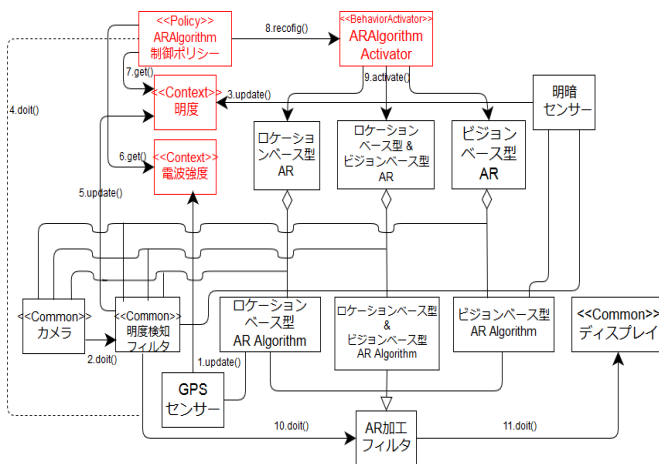 <<Policy>>
ARAlgorithm
制御ポリシー
8.recofig()
<<BehaviorActivator>>
ARAlgorithm
Activator
7.get()
9.activate()
<<Context>>
明度
3.update()
明暗
センサー
4.doit()
ロケーショ
ンベース型
AR
ロケーション
ベース型 &
ビジョンベース型
AR
ビジョン
ベース型
AR
6.get()
<<Context>>
電波強度
5.update()
<<Common>>
カメラ
<<Common>>
明度検知
フィルタ
ロケーション
ベース型
AR Algorithm
ロケーションベース型
&
ビジョンベース型
AR Algorithm
ビジョンベース型
AR Algorithm
<<Common>>
ディスプレイ
2.doit()
1.update()
GPS
センサー
10.doit()
AR加工
フィルタ
11.doit()